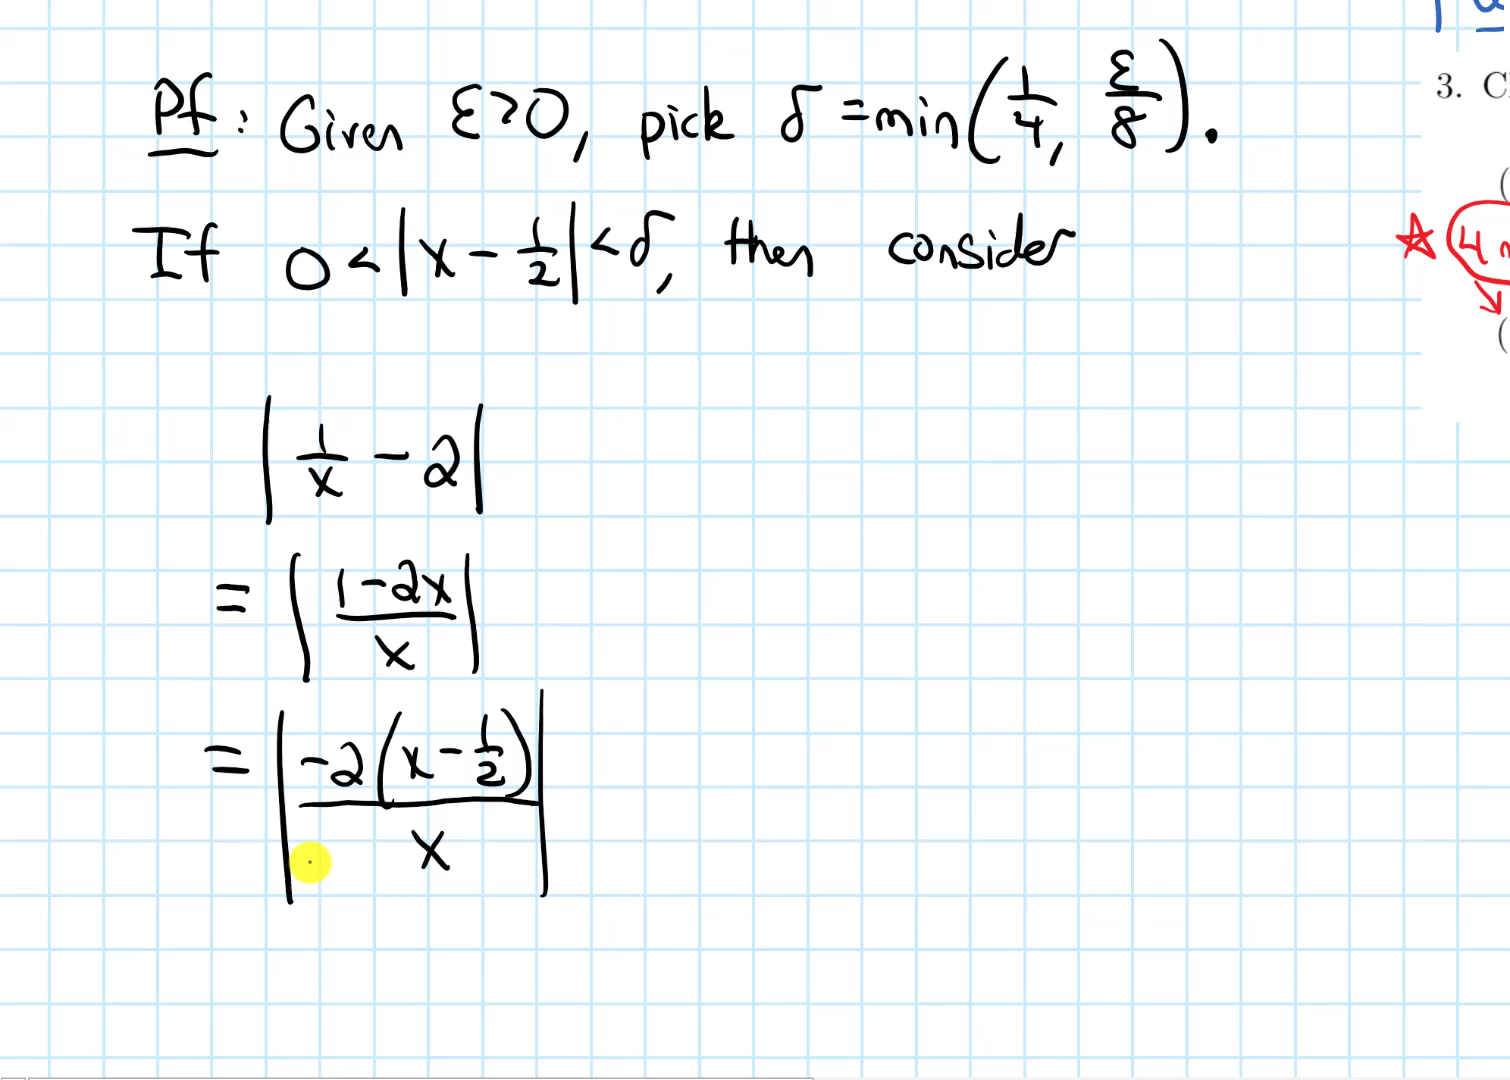 Pf: Given ε>0, pick δ = min(1/4, ε/8).
If 0 < |x - 1/2| < δ, then consider
|1/x - 2|
= |(1-2x)/x|
= |-2(x - 1/2)/x|
3. C
(
4
(